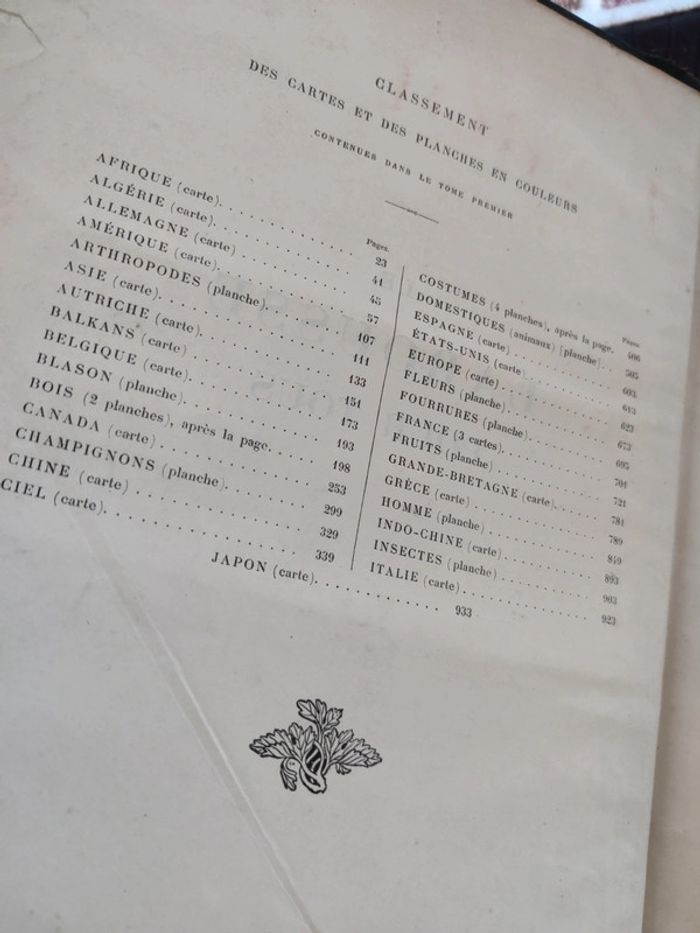 CLASSEMENT
DES CARTES ET DES PLANCHES EN COULEURS
CONTENUES DANS LE TOME PREMIER
Pages.
AFRIQUE (carte). . . . . . . . . . 23
ALGÉRIE (carte). . . . . . . . . . 41
ALLEMAGNE (carte) . . . . . . . . 45
AMÉRIQUE (carte). . . . . . . . . 57
ARTHROPODES (planche). . . . . . 107
ASIE (carte). . . . . . . . . . . 111
AUTRICHE (carte) . . . . . . . . . 133
BALKANS (carte) . . . . . . . . . 151
BELGIQUE (carte). . . . . . . . . 173
BLASON (planche). . . . . . . . . 193
BOIS (2 planches), après la page. . . . . 198
CANADA (carte) . . . . . . . . . . 253
CHAMPIGNONS (planche). . . . . . 299
CHINE (carte) . . . . . . . . . . 329
CIEL (carte). . . . . . . . . . . 339
Pages.
COSTUMES (4 planches), après la page. 406
DOMESTIQUES (animaux) [planche]. . 505
ESPAGNE (carte) . . . . . . . . . 603
ÉTATS-UNIS (carte . . . . . . . . 613
EUROPE (carte) . . . . . . . . . . 623
FLEURS (planche). . . . . . . . . 673
FOURRURES (planche). . . . . . . 695
FRANCE (3 cartes). . . . . . . . . 701
FRUITS (planche) . . . . . . . . . 721
GRANDE-BRETAGNE (carte). . . . . 781
GRÈCE (carte) . . . . . . . . . . 789
HOMME (planche) . . . . . . . . . 849
INDO-CHINE (carte) . . . . . . . . 893
INSECTES (planche) . . . . . . . . 903
ITALIE (carte) . . . . . . . . . . 923
JAPON (carte). . . . . . . . . . . 933